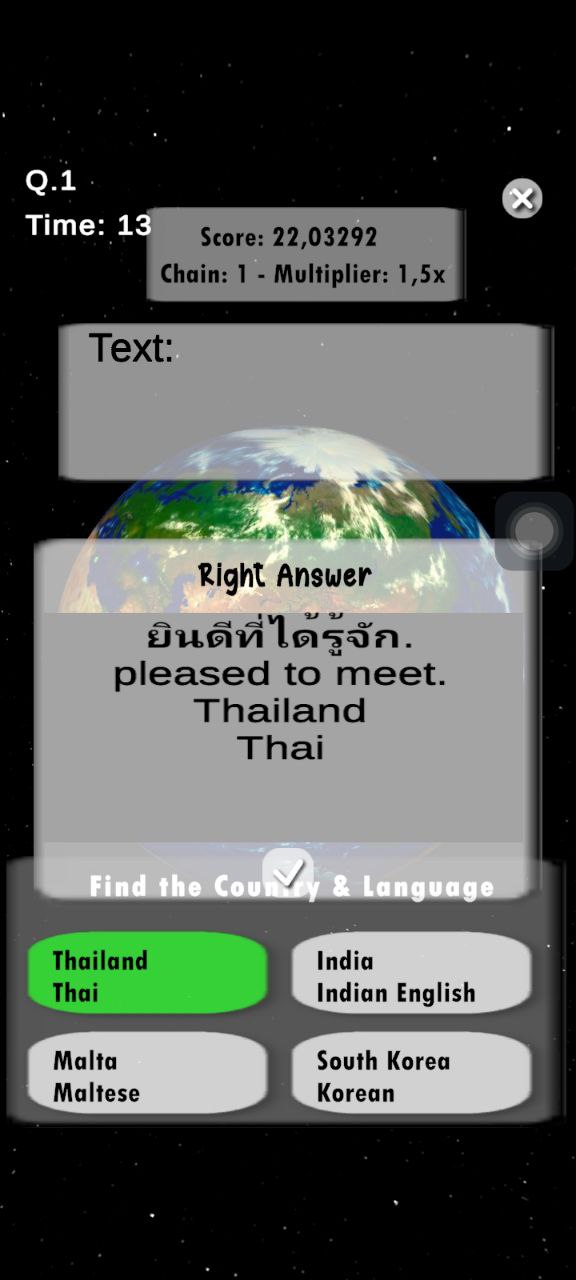 Q.1
Time: 13
Score: 22,03292
Chain: 1 - Multiplier: 1,5x
Text:
Right Answer
ยินดีที่ได้รู้จัก.
pleased to meet.
Thailand
Thai
Find the Country & Language
Thailand
Thai
India
Indian English
Malta
Maltese
South Korea
Korean